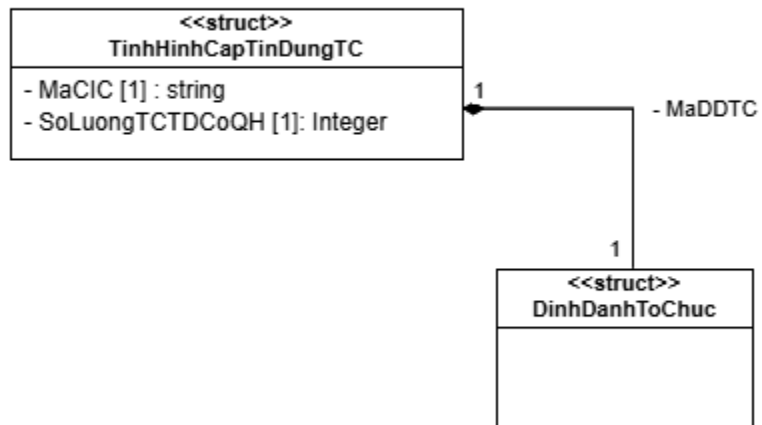 <<struct>>
TinhHinhCapTinDungTC
- MaCIC [1] : string
- SoLuongTCTDCoQH [1]: Integer
1
- MaDDTC
1
<<struct>>
DinhDanhToChuc